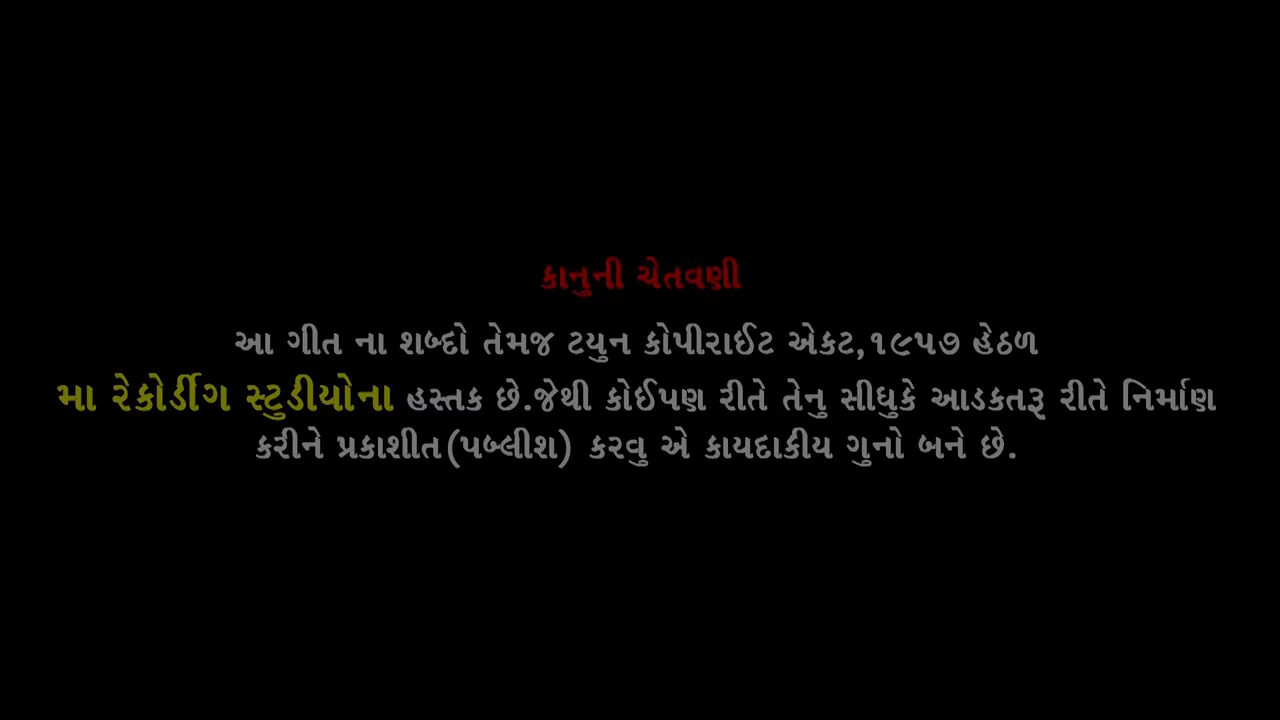 કાનુની ચેતવણી
આ ગીત ના શબ્દો તેમજ ટયુન કોપીરાઈટ એકટ,૧૯૫૭ હેઠળ
મા રેકોર્ડીગ સ્ટુડીયોના હસ્તક છે.જેથી કોઈપણ રીતે તેનુ સીધુકે આડકતરૂ રીતે નિર્માણ
કરીને પ્રકાશીત(પબ્લીશ) કરવુ એ કાયદાકીય ગુનો બને છે.